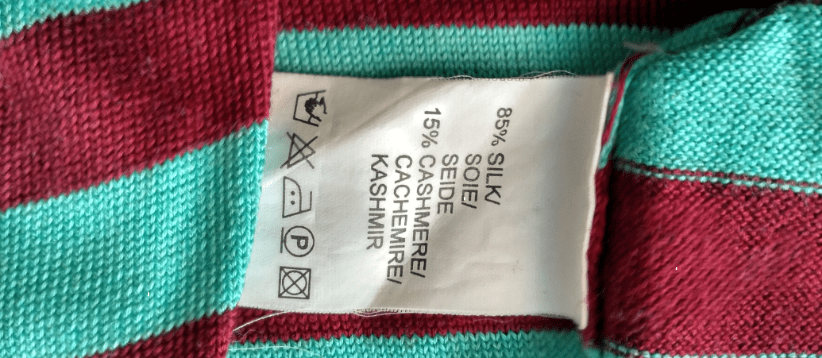 85% SILK/
SOIE/
SEIDE
15% CASHMERE/
CACHEMIRE/
KASHMIR
P